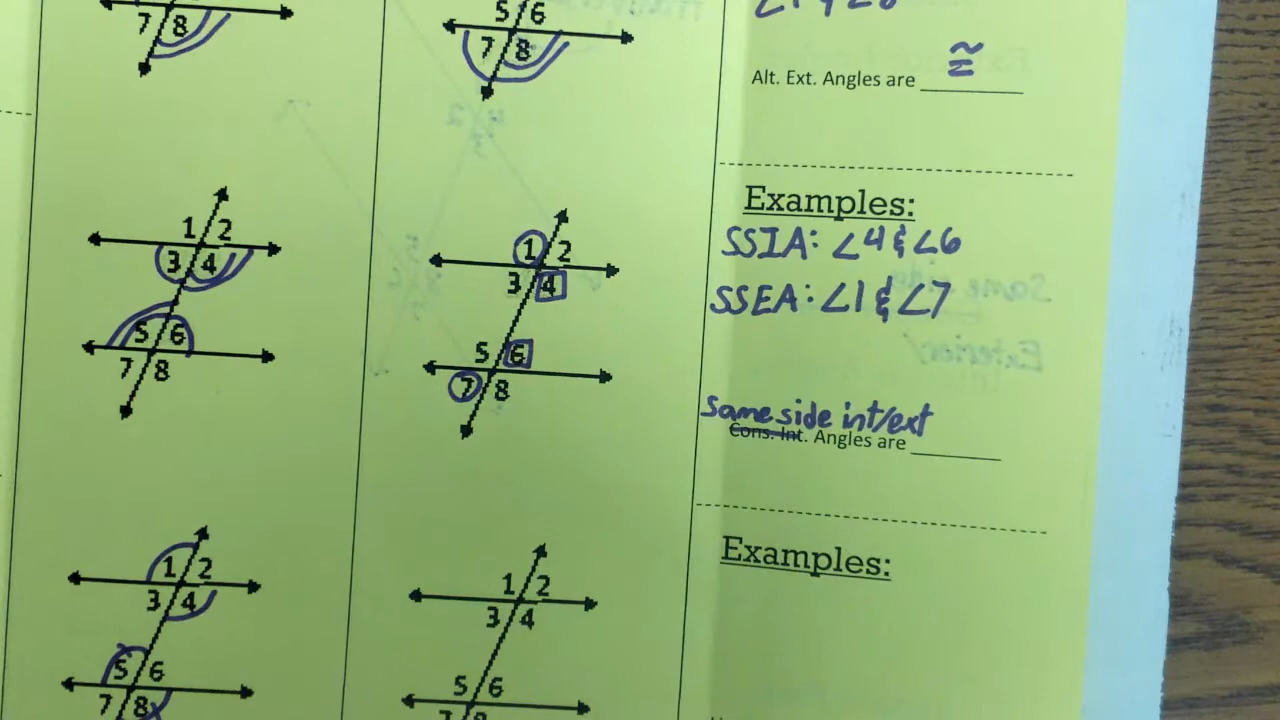 7 8
5 6
7 8
Alt. Ext. Angles are ≅
1 2
3 4
5 6
7 8
1 2
3 4
5 6
7 8
Examples:
SSIA: ∠4 & ∠6
SSEA: ∠1 & ∠7
Same side int/ext
Cons. Int. Angles are
1 2
3 4
5 6
7 8
1 2
3 4
5 6
Examples: